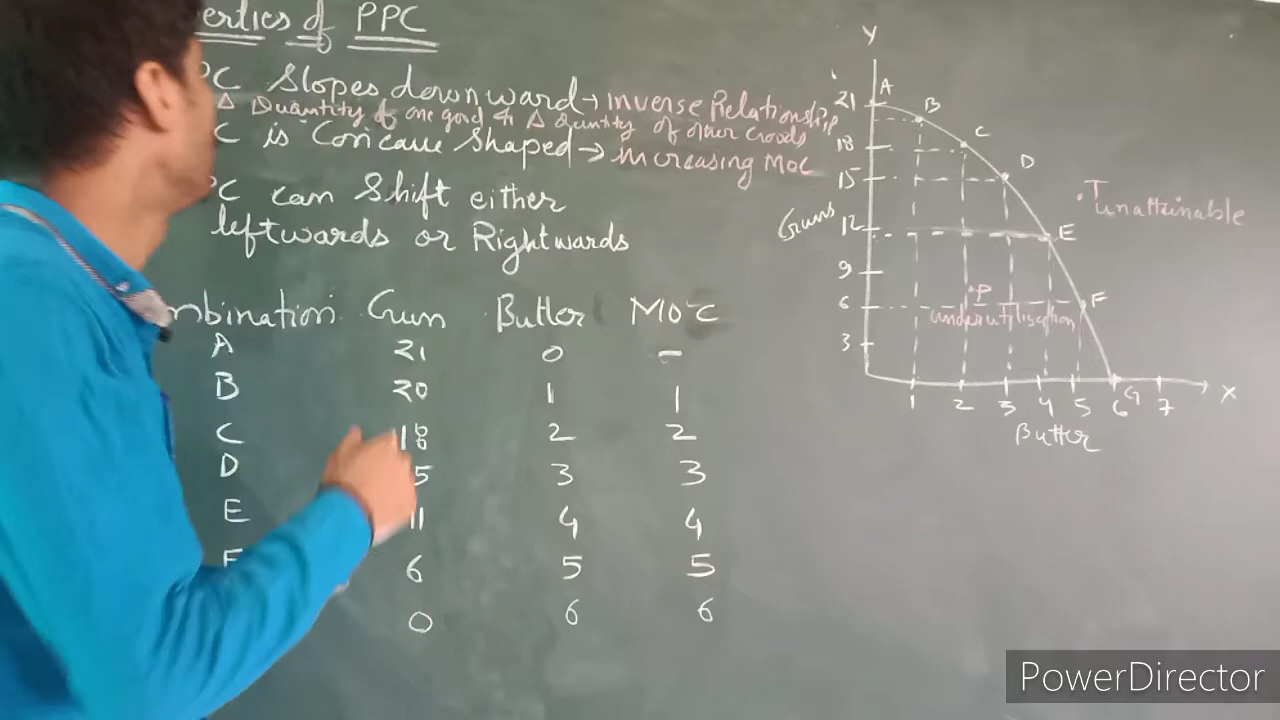 erties of PPC
PC Slopes downward → inverse Relationship
Δ Quantity of one good & Δ Quntity of other Goods
C is Concave Shaped → increasing MOC
PC can Shift either
leftwards or Rightwards
mbination Gun Butter MOC
A 21 0 -
B 20 1 1
C 18 2 2
D 5 3 3
E 11 4 4
F 6 5 5
0 6 6
Y
21 A B
18 C
15 D
T unattainable
Guns 12 E
9
6 P F
underutilisation
3
1 2 3 4 5 6 G 7 X
Butter
PowerDirector